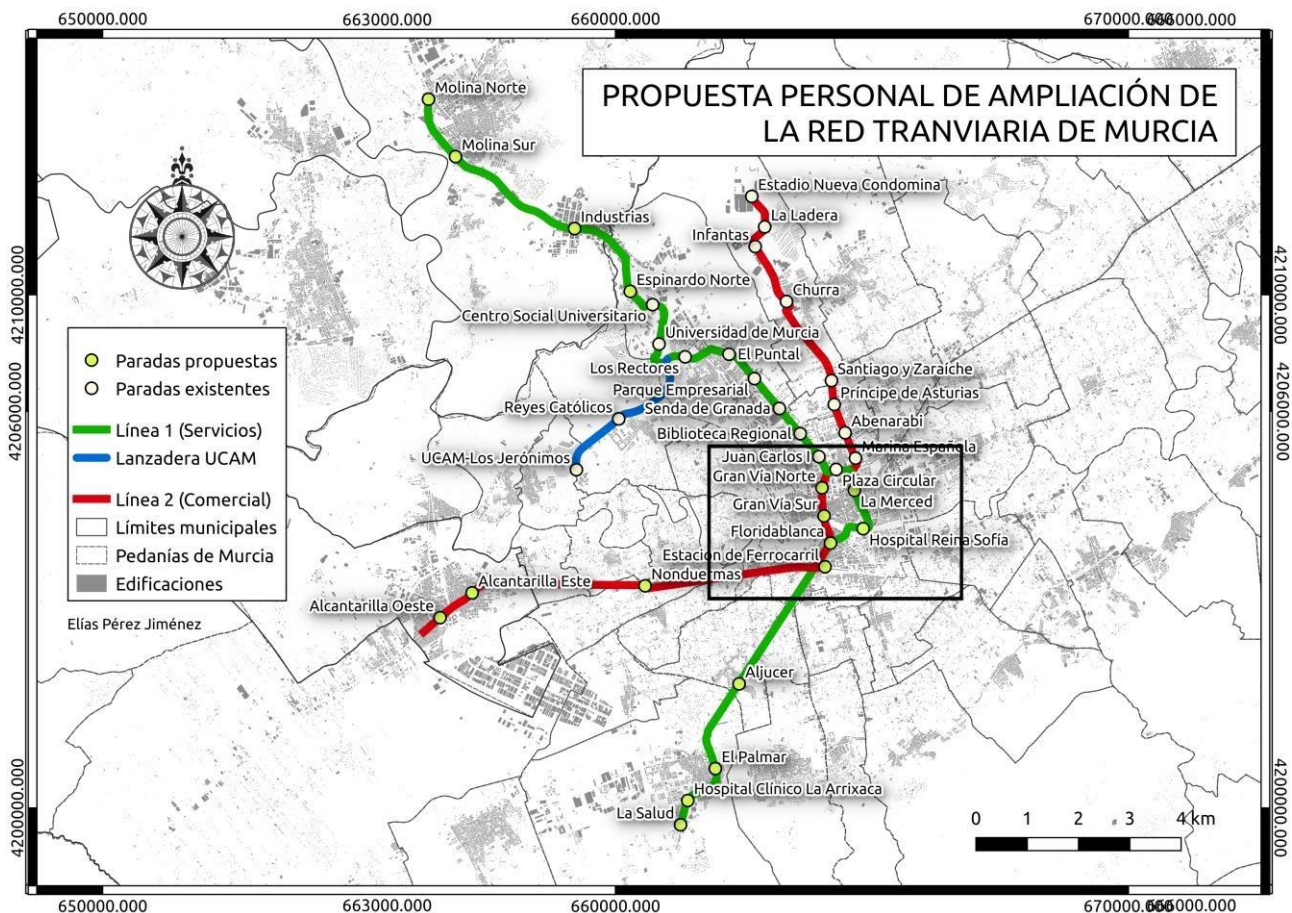 650000.000
663000.000
660000.000
670000.000
666000.000
PROPUESTA PERSONAL DE AMPLIACIÓN DE
LA RED TRANVIARIA DE MURCIA
Molina Norte
Molina Sur
Estadio Nueva Condomina
La Ladera
Industrias
Infantas
4210000.000
4210000.000
Espinardo Norte
Churra
Centro Social Universitario
Universidad de Murcia
El Puntal
Los Rectores
Santiago y Zaraíche
Parque Empresarial
Príncipe de Asturias
Reyes Católicos
Senda de Granada
4206000.000
4206000.000
Abenarabí
Biblioteca Regional
Marina Española
UCAM-Los Jerónimos
Juan Carlos I
Plaza Circular
Gran Vía Norte
La Merced
Gran Vía Sur
Floridablanca
Hospital Reina Sofía
Estación de Ferrocarril
Nonduermas
Alcantarilla Este
Alcantarilla Oeste
Aljucer
El Palmar
Hospital Clínico La Arrixaca
La Salud
4200000.000
4200000.000
Paradas propuestas
Paradas existentes
Línea 1 (Servicios)
Lanzadera UCAM
Línea 2 (Comercial)
Límites municipales
Pedanías de Murcia
Edificaciones
Elías Pérez Jiménez
0 1 2 3 4 km
650000.000
663000.000
660000.000
670000.000
666000.000